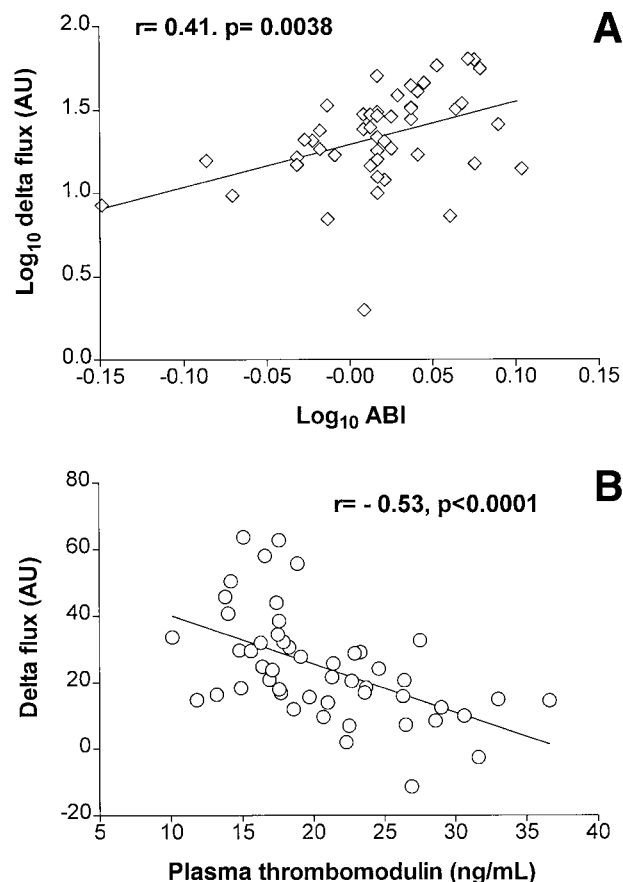 r= 0.41. p= 0.0038
A
Log10 delta flux (AU)
2.0
1.5
1.0
0.5
0.0
-0.15 -0.10 -0.05 -0.00 0.05 0.10 0.15
Log10 ABI
B
r= - 0.53, p<0.0001
Delta flux (AU)
80
60
40
20
0
-20
5 10 15 20 25 30 35 40
Plasma thrombomodulin (ng/mL)